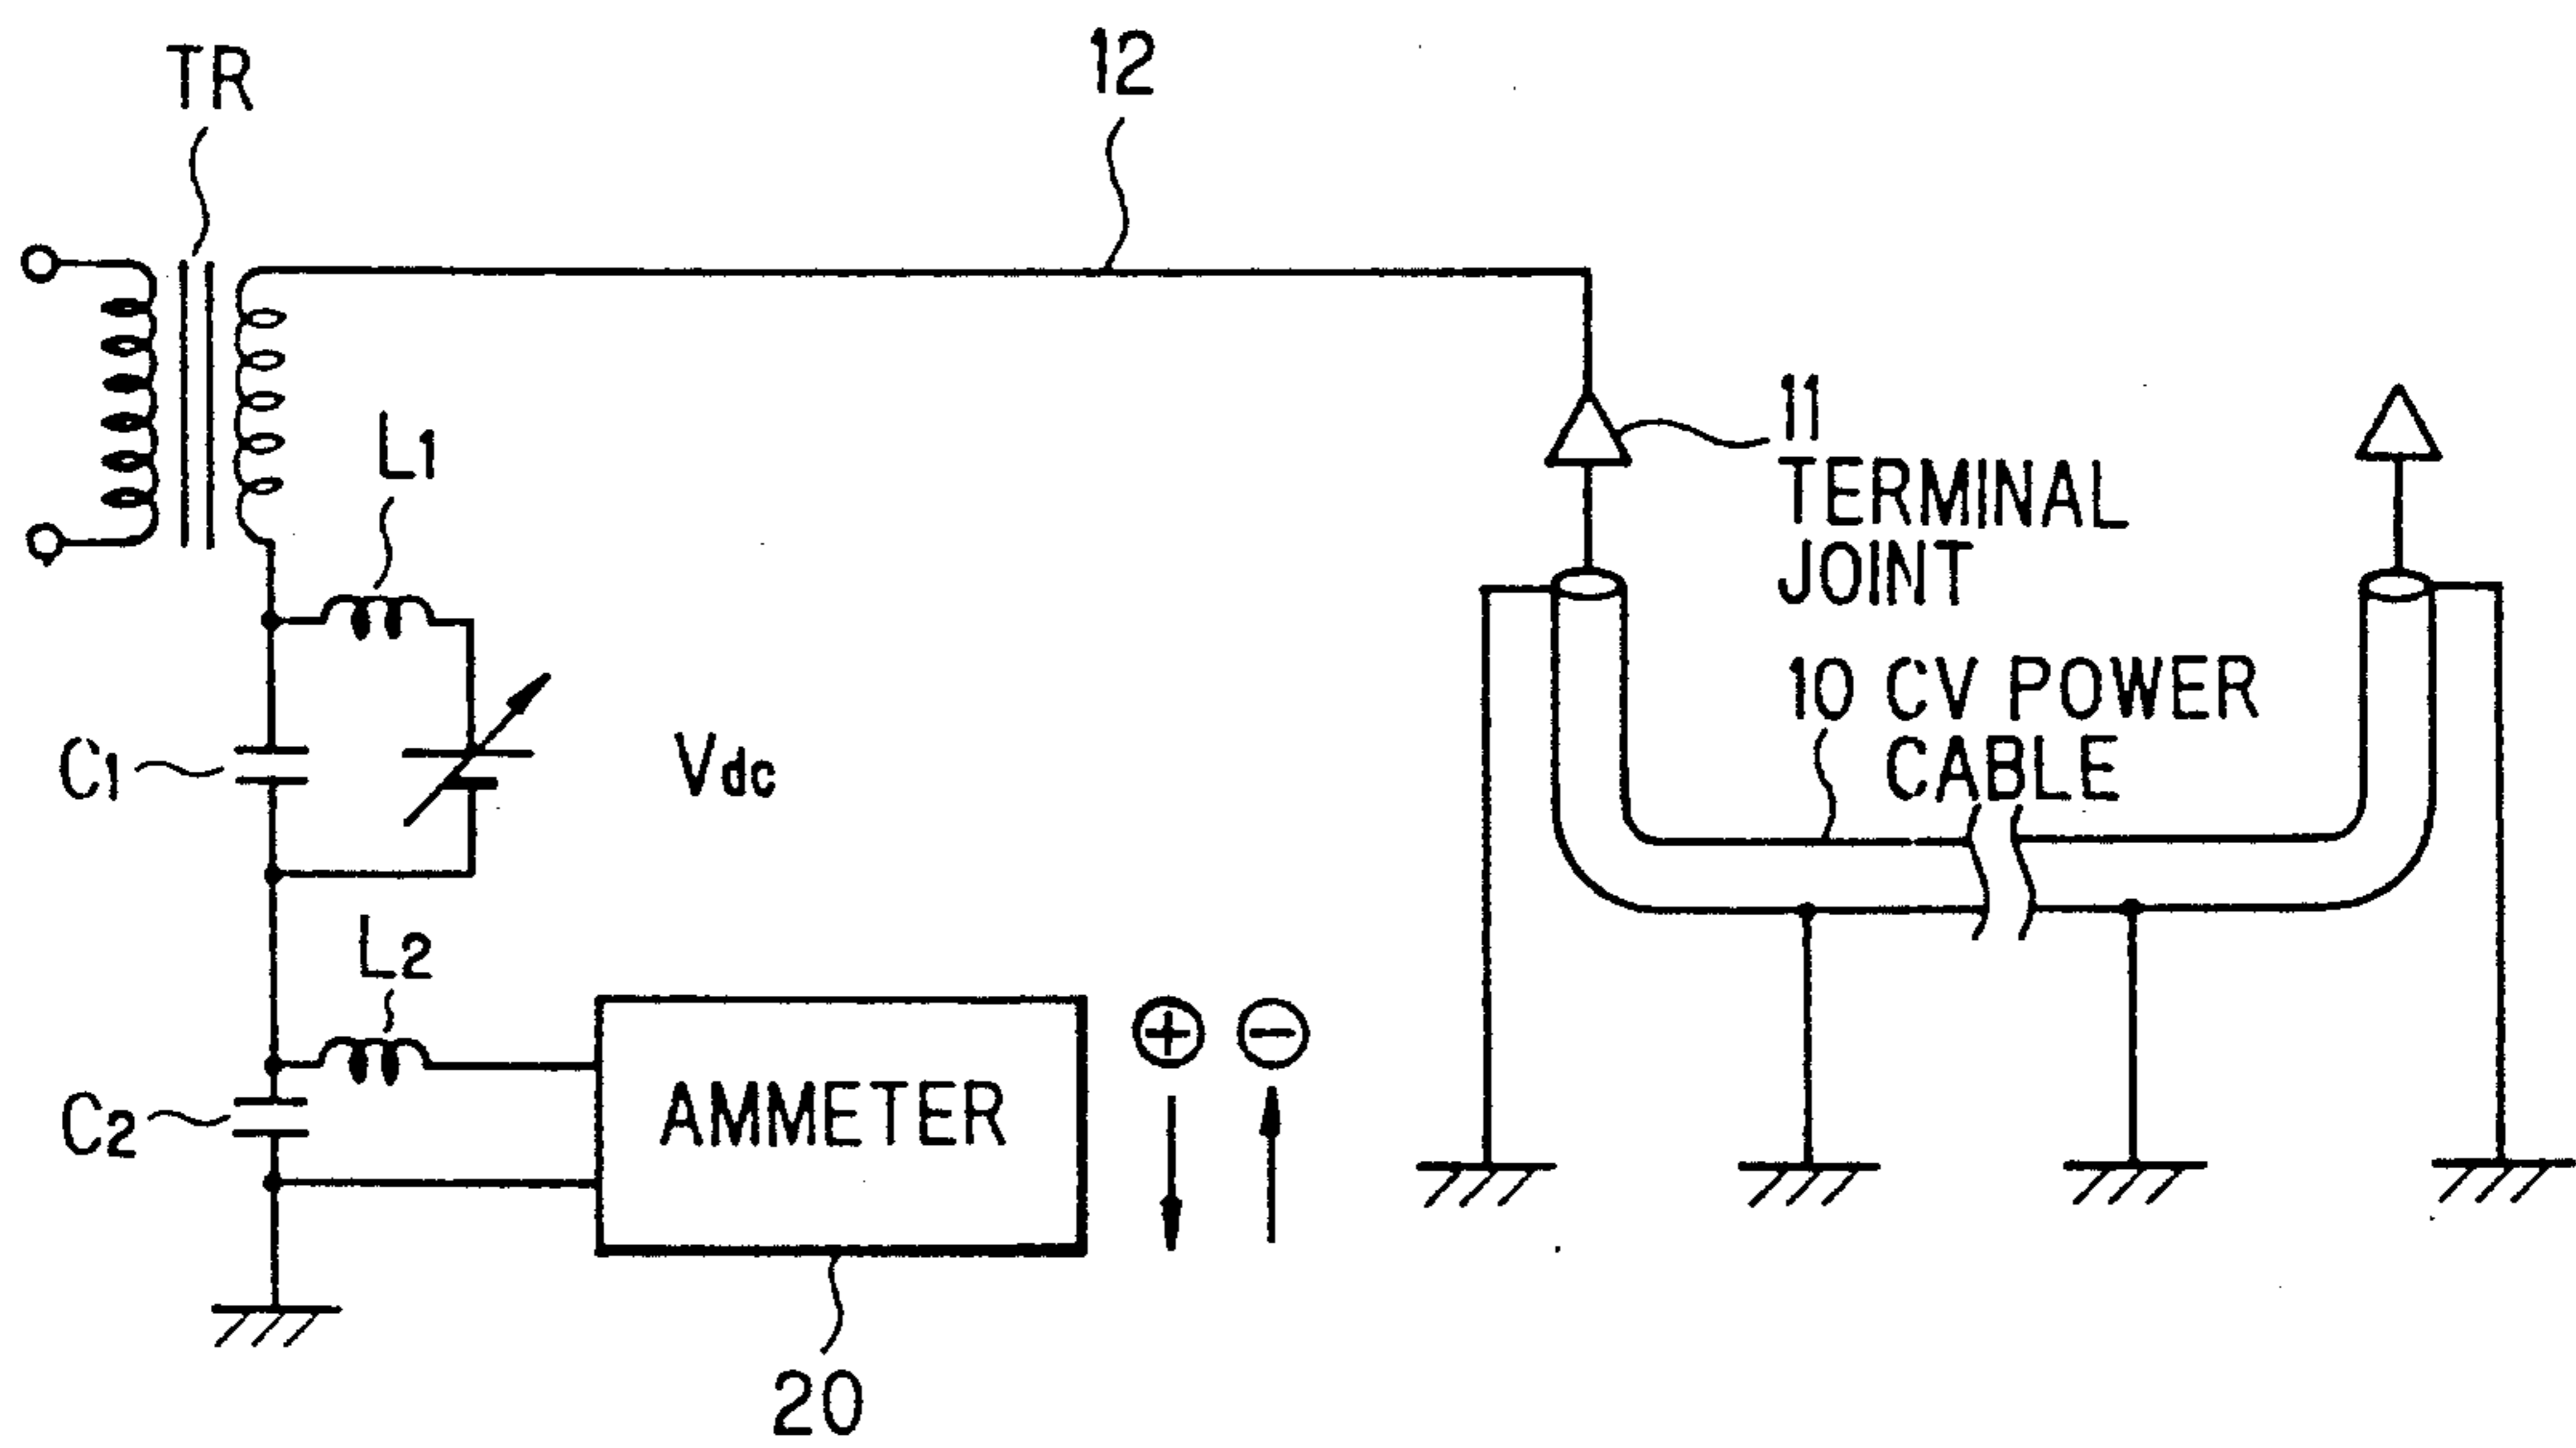 TR
12
L1
11
TERMINAL
JOINT
10 CV POWER
CABLE
C1
Vdc
L2
C2
AMMETER
+ −
20